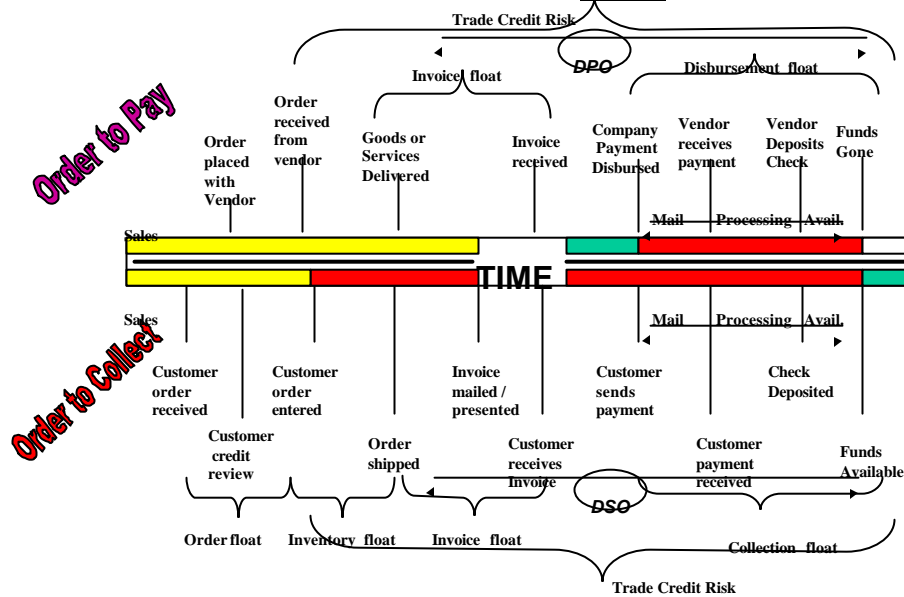 Trade Credit Risk
DPO
Invoice float
Disbursement float
Order to Pay
Order
placed
with
Vendor
Order
received
from
vendor
Goods or
Services
Delivered
Invoice
received
Company
Payment
Disbursed
Vendor
receives
payment
Vendor
Deposits
Check
Funds
Gone
Mail Processing Avail.
Sales
TIME
Sales
Mail Processing Avail.
Order to Collect
Customer
order
received
Customer
credit
review
Customer
order
entered
Order
shipped
Invoice
mailed /
presented
Customer
receives
Invoice
Customer
sends
payment
Customer
payment
received
Check
Deposited
Funds
Available
DSO
Order float
Inventory float
Invoice float
Collection float
Trade Credit Risk